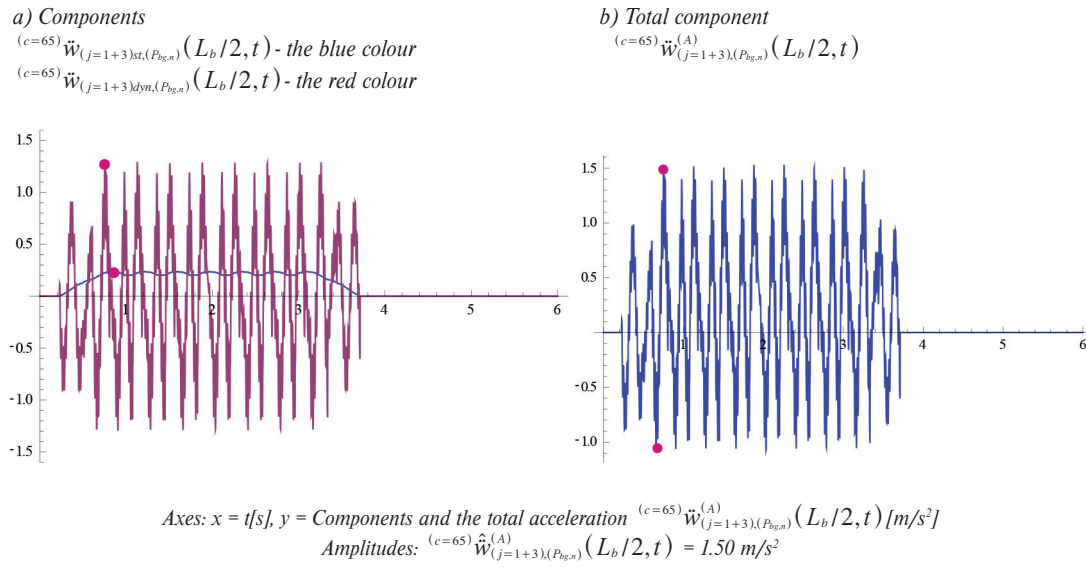 a) Components
(c=65) ẅ(j=1+3)st,(Pbg,n) (Lb/2, t) - the blue colour
(c=65) ẅ(j=1+3)dyn,(Pbg,n) (Lb/2, t) - the red colour
b) Total component
(c=65) ẅ(A)(j=1+3),(Pbg,n) (Lb/2, t)
1.5
1.0
0.5
-0.5
-1.0
-1.5
1 2 3 4 5 6
1.5
1.0
0.5
-0.5
-1.0
1 2 3 4 5 6
Axes: x = t[s], y = Components and the total acceleration (c=65) ẅ(A)(j=1+3),(Pbg,n) (Lb/2, t) [m/s²]
Amplitudes: (c=65) ẅ̂(A)(j=1+3),(Pbg,n) (Lb/2, t) = 1.50 m/s²